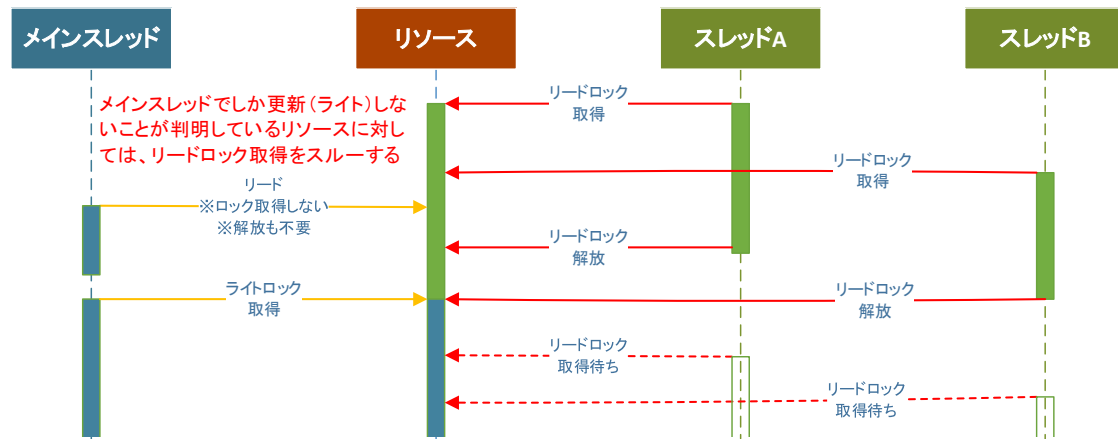 メインスレッド
リソース
スレッドA
スレッドB
メインスレッドでしか更新(ライト)しな
いことが判明しているリソースに対し
ては、リードロック取得をスルーする
リードロック
取得
リードロック
取得
リード
※ロック取得しない
※解放も不要
リードロック
解放
ライトロック
取得
リードロック
解放
リードロック
取得待ち
リードロック
取得待ち